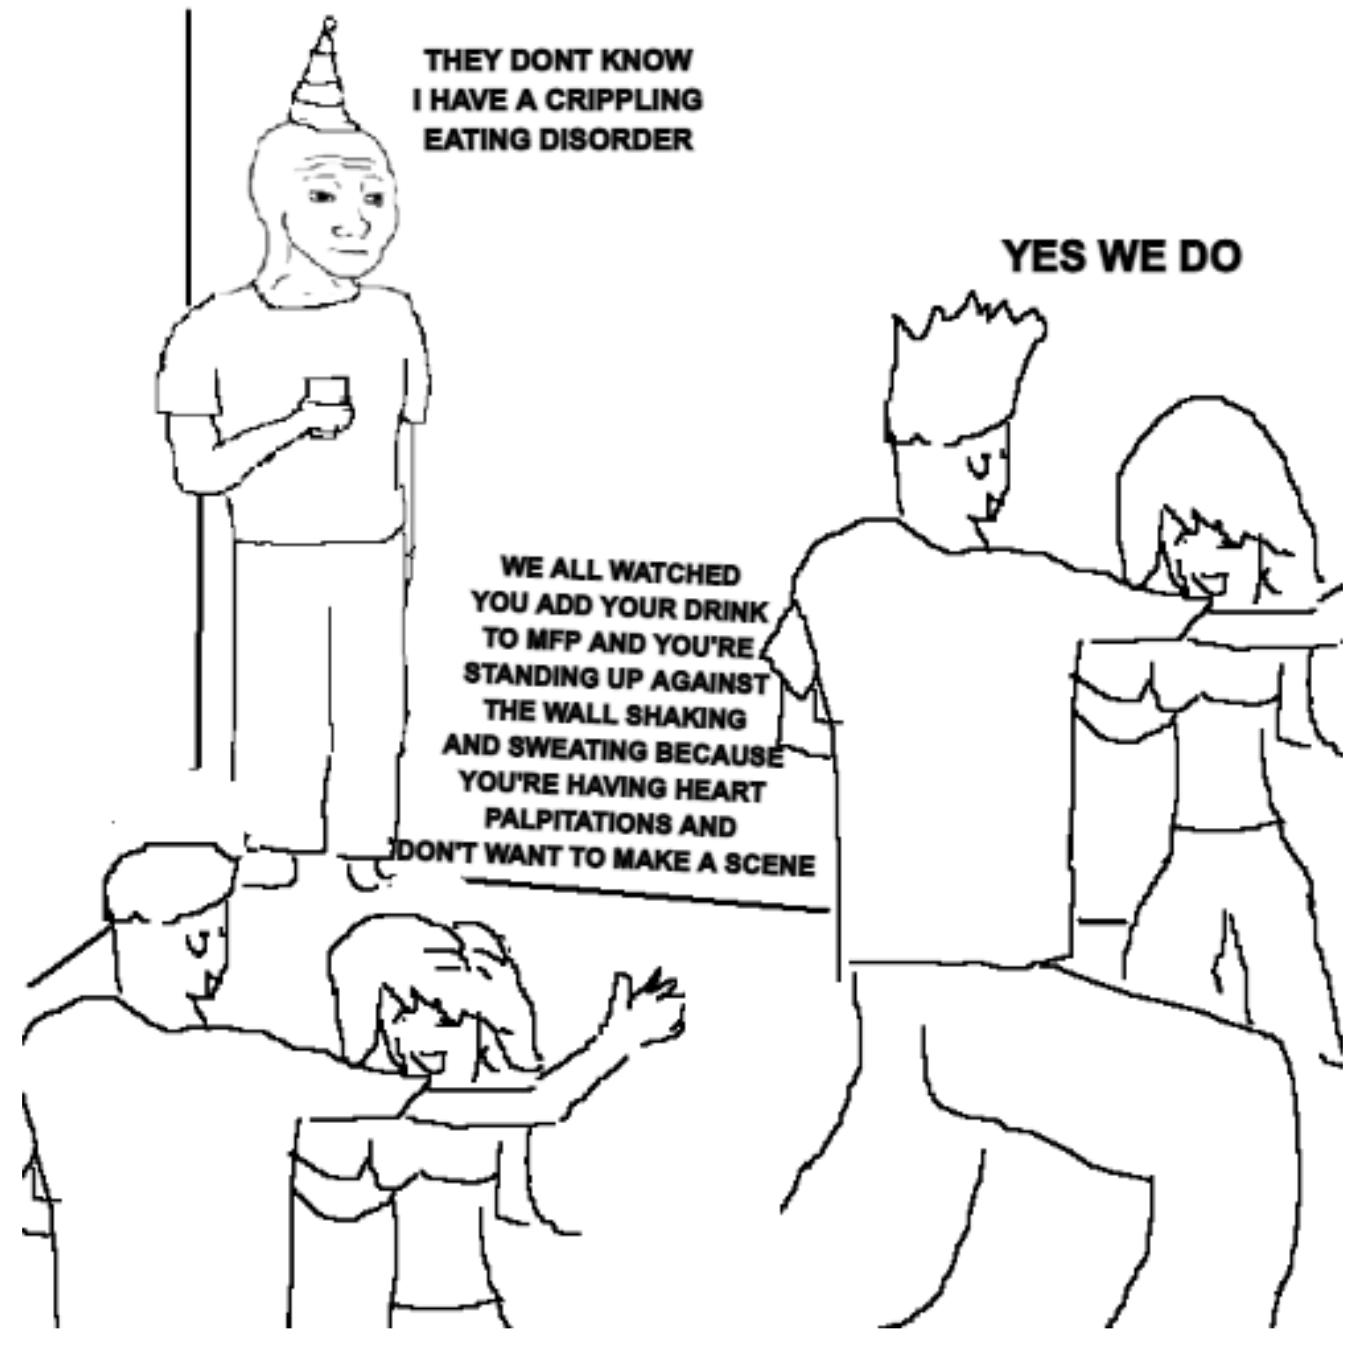 THEY DONT KNOW
I HAVE A CRIPPLING
EATING DISORDER
YES WE DO
WE ALL WATCHED
YOU ADD YOUR DRINK
TO MFP AND YOU'RE
STANDING UP AGAINST
THE WALL SHAKING
AND SWEATING BECAUSE
YOU'RE HAVING HEART
PALPITATIONS AND
DON'T WANT TO MAKE A SCENE